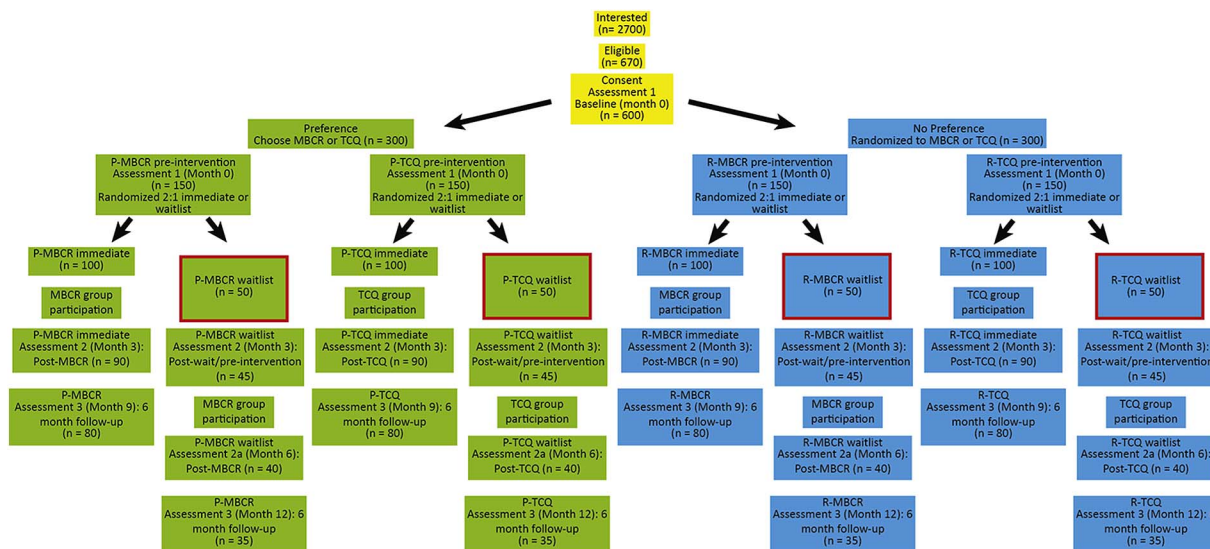 Interested
(n= 2700)
Eligible
(n= 670)
Consent
Assessment 1
Baseline (month 0)
(n = 600)
Preference
Choose MBCR or TCQ (n = 300)
No Preference
Randomized to MBCR or TCQ (n = 300)
P-MBCR pre-intervention
Assessment 1 (Month 0)
(n = 150)
Randomized 2:1 immediate or
waitlist
P-TCQ pre-intervention
Assessment 1 (Month 0)
(n = 150)
Randomized 2:1 immediate or
waitlist
R-MBCR pre-intervention
Assessment 1 (Month 0)
(n = 150)
Randomized 2:1 immediate or
waitlist
R-TCQ pre-intervention
Assessment 1 (Month 0)
(n = 150)
Randomized 2:1 immediate or
waitlist
P-MBCR immediate
(n = 100)
P-MBCR waitlist
(n = 50)
P-TCQ immediate
(n = 100)
P-TCQ waitlist
(n = 50)
R-MBCR immediate
(n = 100)
R-MBCR waitlist
(n = 50)
R-TCQ immediate
(n = 100)
R-TCQ waitlist
(n = 50)
MBCR group
participation
TCQ group
participation
MBCR group
participation
TCQ group
participation
P-MBCR immediate
Assessment 2 (Month 3):
Post-MBCR (n = 90)
P-MBCR waitlist
Assessment 2 (Month 3):
Post-wait/pre-intervention
(n = 45)
P-TCQ immediate
Assessment 2 (Month 3):
Post-TCQ (n = 90)
P-TCQ waitlist
Assessment 2 (Month 3):
Post-wait/pre-intervention
(n = 45)
R-MBCR immediate
Assessment 2 (Month 3):
Post-MBCR (n = 90)
R-MBCR waitlist
Assessment 2 (Month 3):
Post-wait/pre-intervention
(n = 45)
R-TCQ immediate
Assessment 2 (Month 3):
Post-TCQ (n = 90)
R-TCQ waitlist
Assessment 2 (Month 3):
Post-wait/pre-intervention
(n = 45)
P-MBCR
Assessment 3 (Month 9): 6
month follow-up
(n = 80)
MBCR group
participation
P-TCQ
Assessment 3 (Month 9): 6
month follow-up
(n = 80)
TCQ group
participation
R-MBCR
Assessment 3 (Month 9): 6
month follow-up
(n = 80)
MBCR group
participation
R-TCQ
Assessment 3 (Month 9): 6
month follow-up
(n = 80)
TCQ group
participation
P-MBCR waitlist
Assessment 2a (Month 6):
Post-MBCR (n = 40)
P-TCQ waitlist
Assessment 2a (Month 6):
Post-TCQ (n = 40)
R-MBCR waitlist
Assessment 2a (Month 6):
Post-MBCR (n = 40)
R-TCQ waitlist
Assessment 2a (Month 6):
Post-TCQ (n = 40)
P-MBCR
Assessment 3 (Month 12): 6
month follow-up
(n = 35)
P-TCQ
Assessment 3 (Month 12): 6
month follow-up
(n = 35)
R-MBCR
Assessment 3 (Month 12): 6
month follow-up
(n = 35)
R-TCQ
Assessment 3 (Month 12): 6
month follow-up
(n = 35)